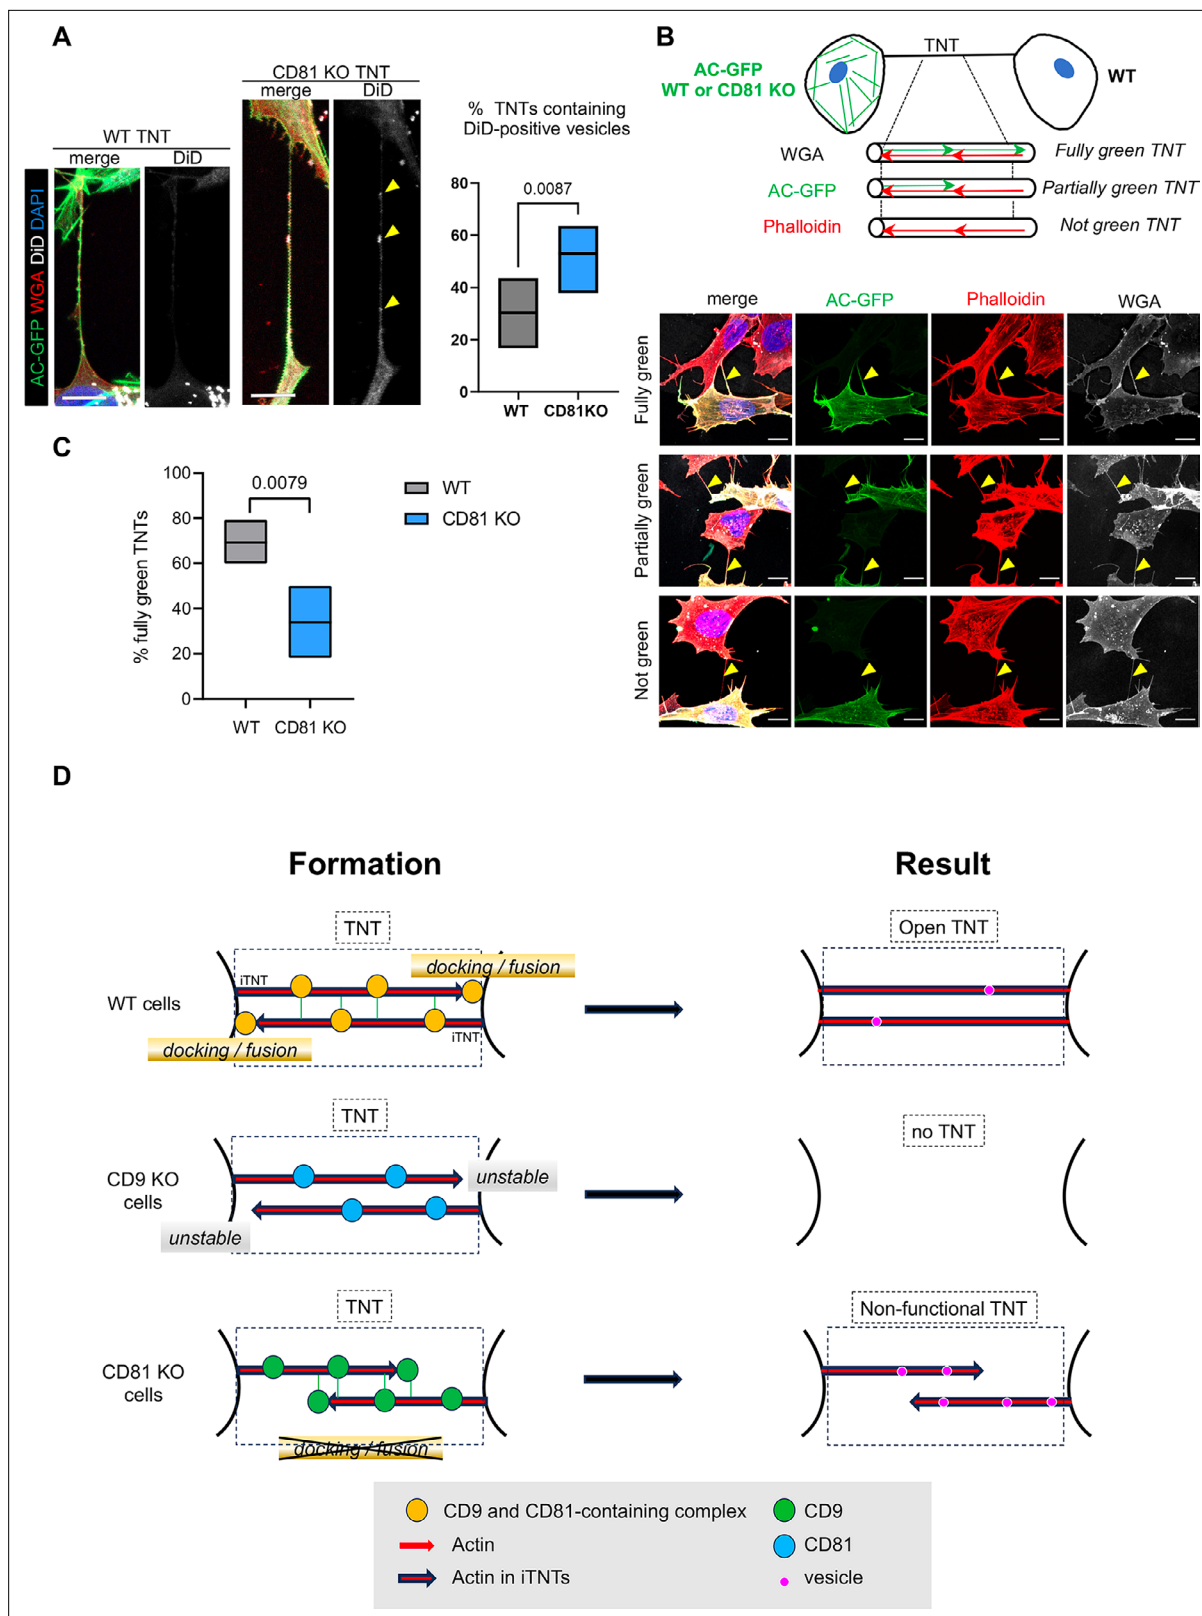 A
WT TNT
merge
DiD
CD81 KO TNT
merge
DiD
AC-GFP WGA DiD DAPI
% TNTs containing
DiD-positive vesicles
80
60
40
20
0
0.0087
WT
CD81KO
B
AC-GFP
WT or CD81 KO
TNT
WT
WGA
Fully green TNT
AC-GFP
Partially green TNT
Phalloidin
Not green TNT
merge
AC-GFP
Phalloidin
WGA
Fully green
Partially green
Not green
C
% fully green TNTs
100
80
60
40
20
0
0.0079
WT
CD81 KO
WT
CD81 KO
D
Formation
Result
TNT
Open TNT
iTNT
docking / fusion
WT cells
docking / fusion
iTNT
TNT
no TNT
CD9 KO
cells
unstable
unstable
TNT
Non-functional TNT
CD81 KO
cells
docking / fusion
CD9 and CD81-containing complex
CD9
Actin
CD81
Actin in iTNTs
vesicle